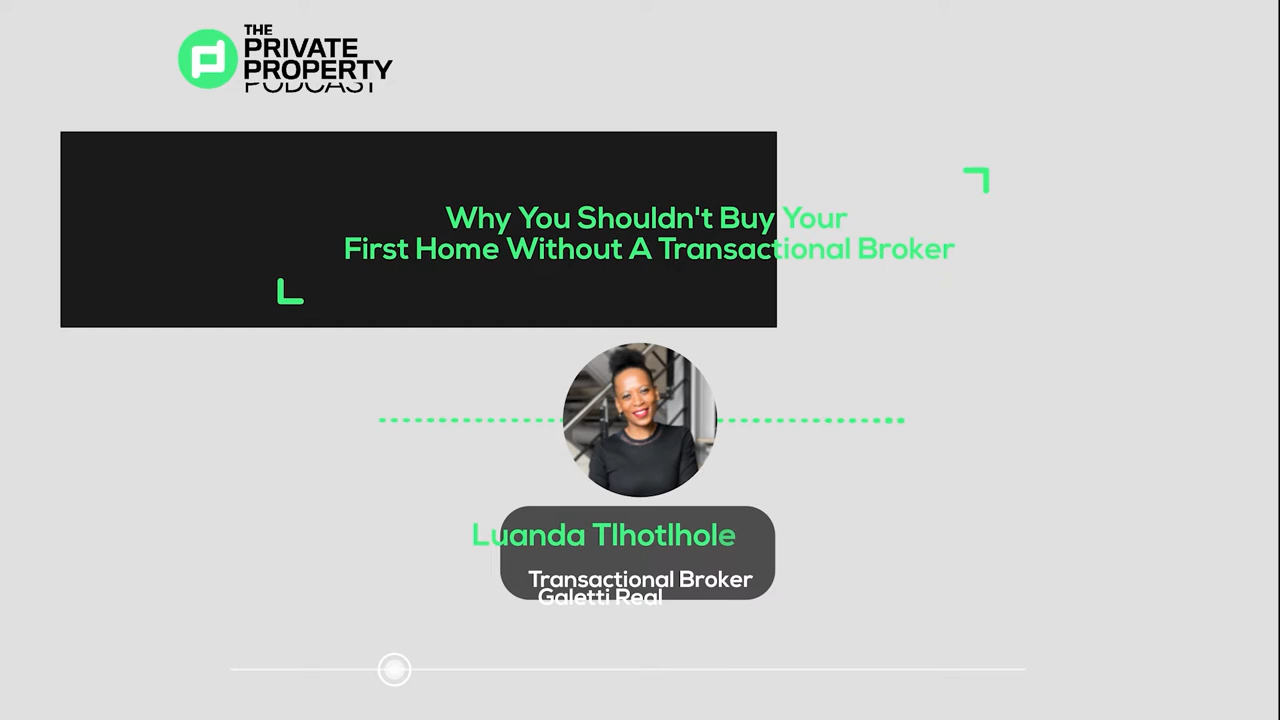 THE
PRIVATE
PROPERTY
PODCAST
Why You Shouldn't Buy Your
First Home Without A Transactional Broker
Luanda Tlhotlhole
Transactional Broker
Galetti Real